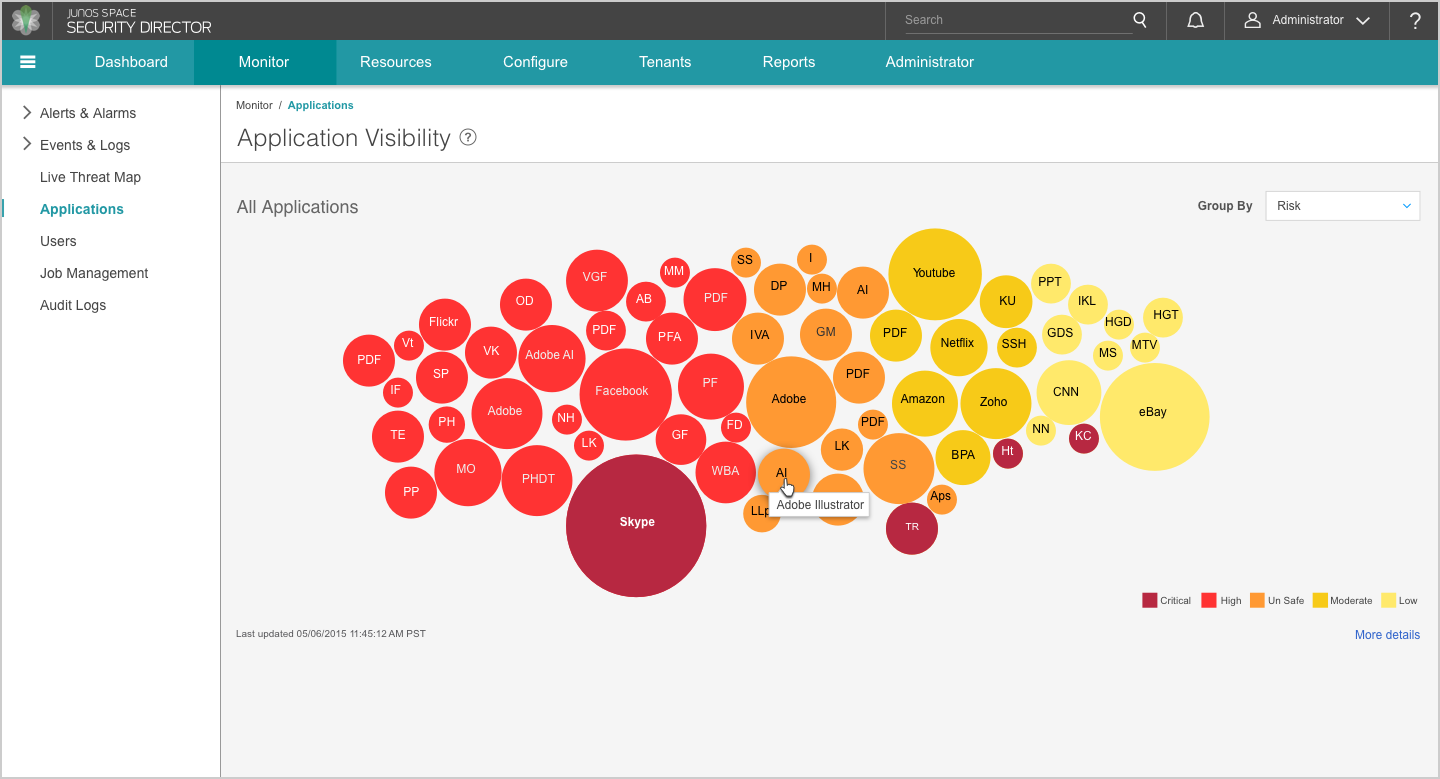 JUNOS SPACE
SECURITY DIRECTOR
Search
Administrator
?
Dashboard
Monitor
Resources
Configure
Tenants
Reports
Administrator
Alerts & Alarms
Events & Logs
Live Threat Map
Applications
Users
Job Management
Audit Logs
Monitor / Applications
Application Visibility ?
All Applications
Group By Risk
SS
I
VGF
MM
Youtube
DP
MH
AI
PPT
OD
AB
PDF
KU
IKL
Flickr
PDF
PFA
IVA
GM
PDF
Netflix
SSH
GDS
HGD
HGT
Vt
VK
Adobe AI
MTV
MS
PDF
SP
PF
PDF
IF
Facebook
Adobe
Amazon
Zoho
CNN
eBay
Adobe
PH
NH
FD
PDF
NN
KC
TE
LK
GF
LK
BPA
Ht
MO
PHDT
WBA
AI
SS
PP
Aps
Adobe Illustrator
LLp
Skype
TR
Critical
High
Un Safe
Moderate
Low
Last updated 05/06/2015 11:45:12 AM PST
More details